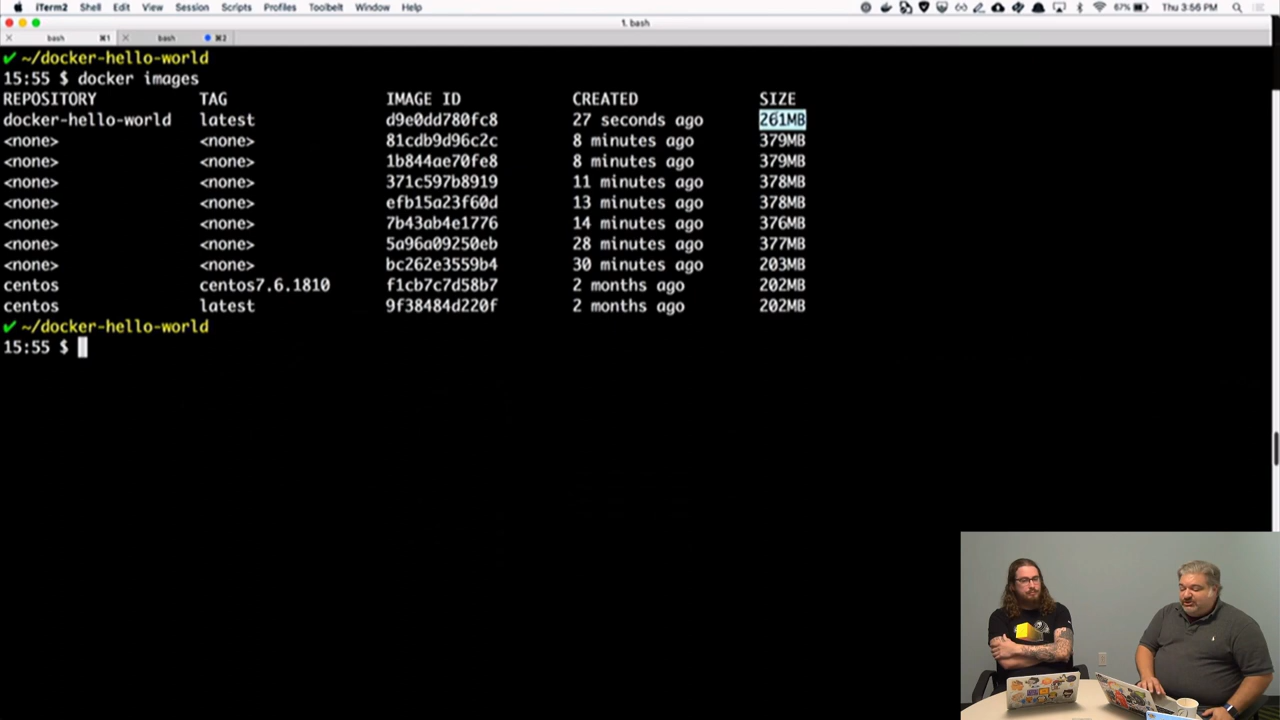 iTerm2 Shell Edit View Session Scripts Profiles Toolbelt Window Help 67% Thu 3:56 PM
1. bash
bash ⌘1 bash ⌘2
✔ ~/docker-hello-world
15:55 $ docker images
REPOSITORY TAG IMAGE ID CREATED SIZE
docker-hello-world latest d9e0dd780fc8 27 seconds ago 261MB
<none> <none> 81cdb9d96c2c 8 minutes ago 379MB
<none> <none> 1b844ae70fe8 8 minutes ago 379MB
<none> <none> 371c597b8919 11 minutes ago 378MB
<none> <none> efb15a23f60d 13 minutes ago 378MB
<none> <none> 7b43ab4e1776 14 minutes ago 376MB
<none> <none> 5a96a09250eb 28 minutes ago 377MB
<none> <none> bc262e3559b4 30 minutes ago 203MB
centos centos7.6.1810 f1cb7c7d58b7 2 months ago 202MB
centos latest 9f38484d220f 2 months ago 202MB
✔ ~/docker-hello-world
15:55 $